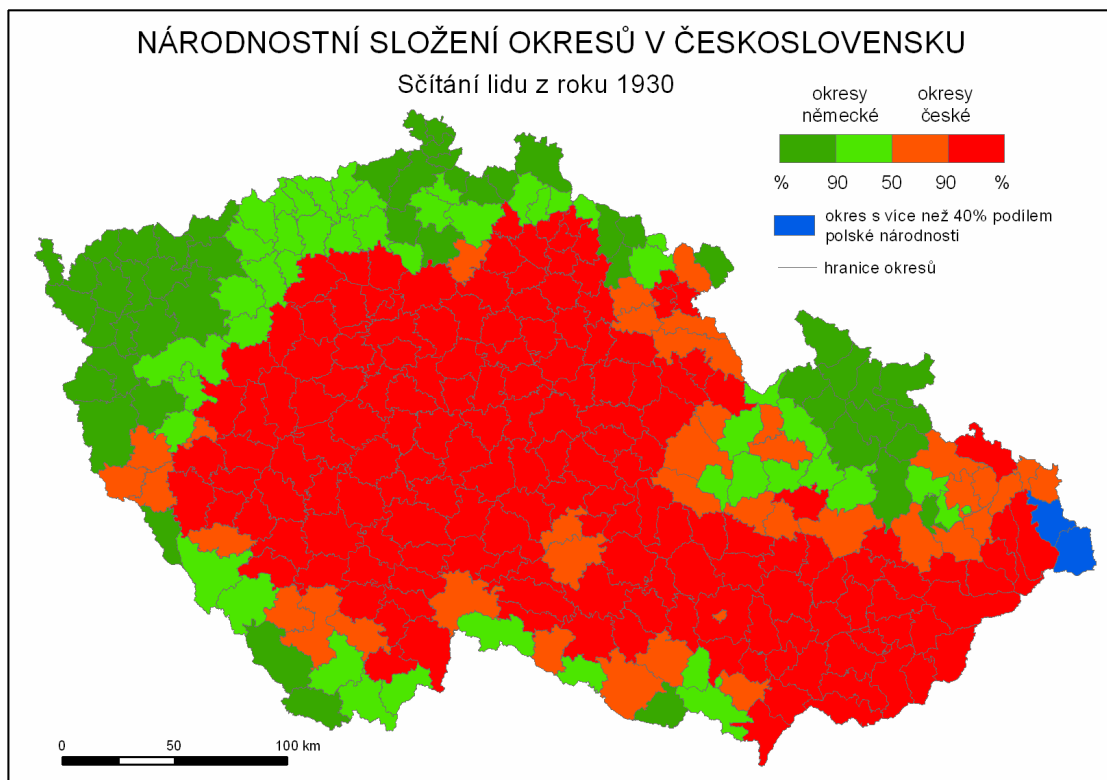 NÁRODNOSTNÍ SLOŽENÍ OKRESŮ V ČESKOSLOVENSKU
Sčítání lidu z roku 1930
okresy německé
okresy české
% 90 50 90 %
okres s více než 40% podílem
polské národnosti
hranice okresů
0 50 100 km